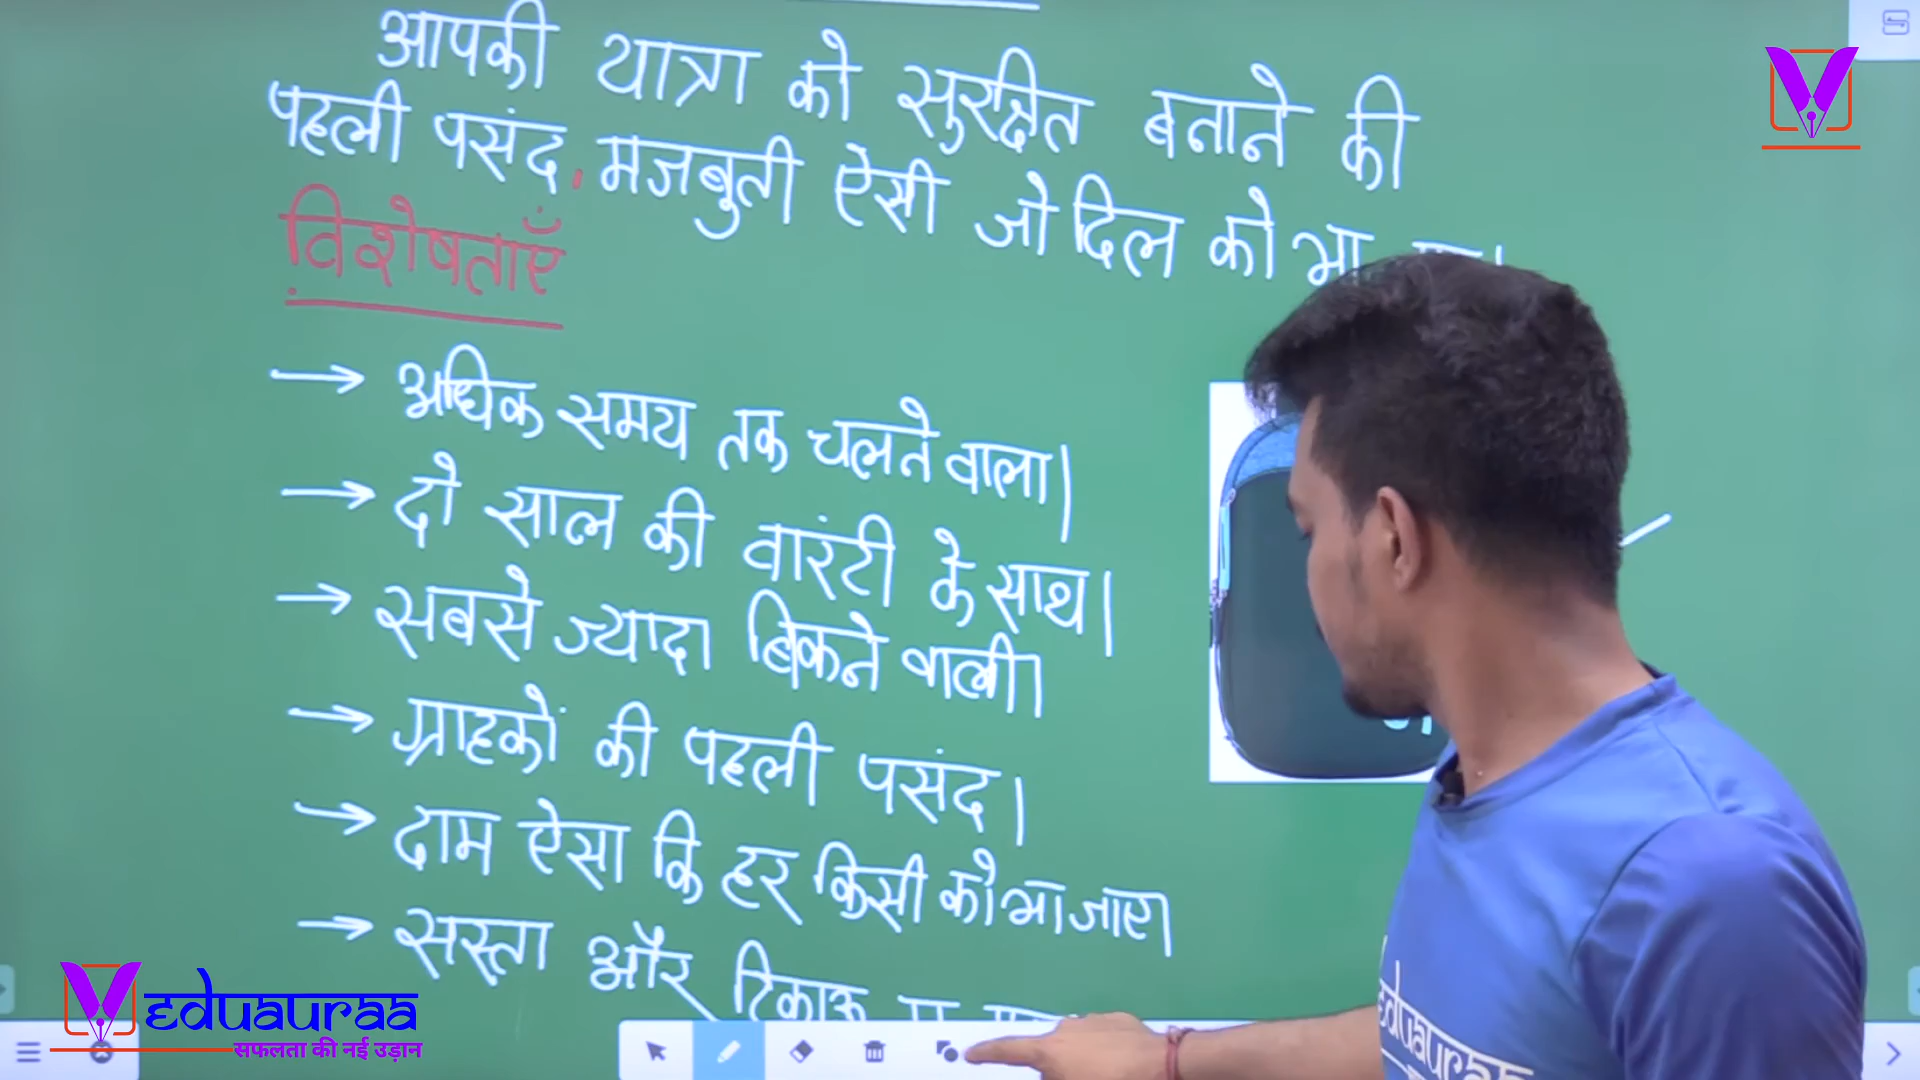 आपकी यात्रा को सुरक्षित बनाने की
पहली पसंद, मजबुती ऐसी जो दिल को भा
विशेषताएँ
→ अधिक समय तक चलने वाला।
→ दो साल की वारंटी के साथ।
→ सबसे ज्यादा बिकने वाली।
→ ग्राहकों की पहली पसंद।
→ दाम ऐसा कि हर किसी को भा जाए।
→ सस्ता और टिकाऊ
eduauraa
सफलता की नई उड़ान
eduauraa